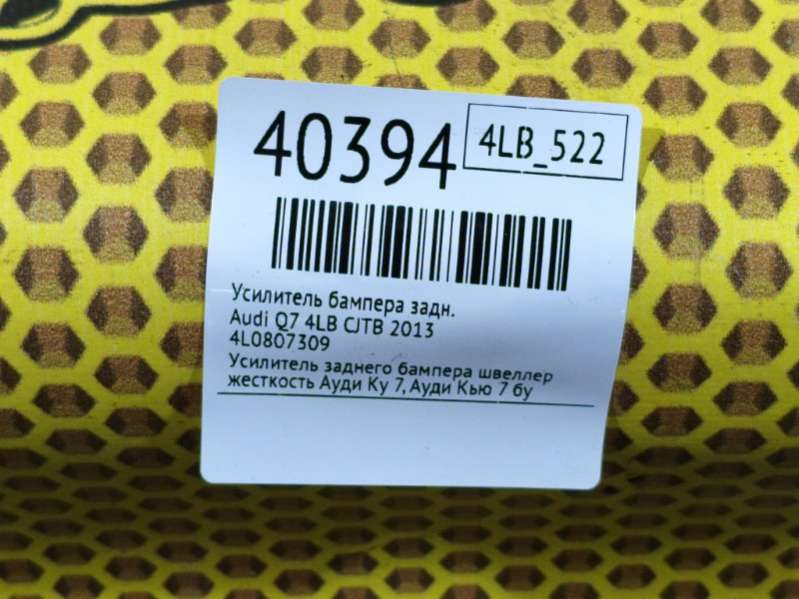 40394
4LB_522
Усилитель бампера задн.
Audi Q7 4LB CJTB 2013
4L0807309
Усилитель заднего бампера швеллер
жесткость Ауди Ку 7, Ауди Кью 7 бу